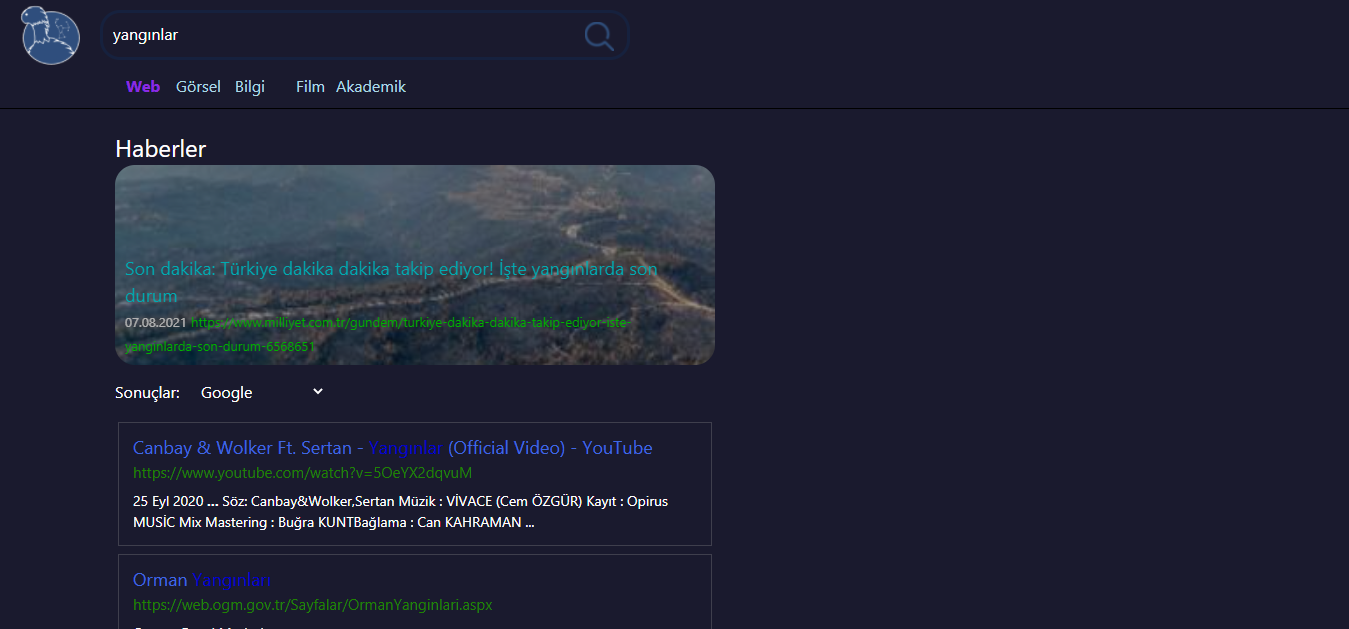 yangınlar
Web Görsel Bilgi Film Akademik
Haberler
Son dakika: Türkiye dakika dakika takip ediyor! İşte yangınlarda son
durum
07.08.2021 https://www.milliyet.com.tr/gundem/turkiye-dakika-dakika-takip-ediyor-iste-
yanginlarda-son-durum-6568651
Sonuçlar: Google
Canbay & Wolker Ft. Sertan - Yangınlar (Official Video) - YouTube
https://www.youtube.com/watch?v=5OeYX2dqvuM
25 Eyl 2020 ... Söz: Canbay&Wolker,Sertan Müzik : VİVACE (Cem ÖZGÜR) Kayıt : Opirus
MUSİC Mix Mastering : Buğra KUNTBağlama : Can KAHRAMAN ...
Orman Yangınları
https://web.ogm.gov.tr/Sayfalar/OrmanYanginlari.aspx